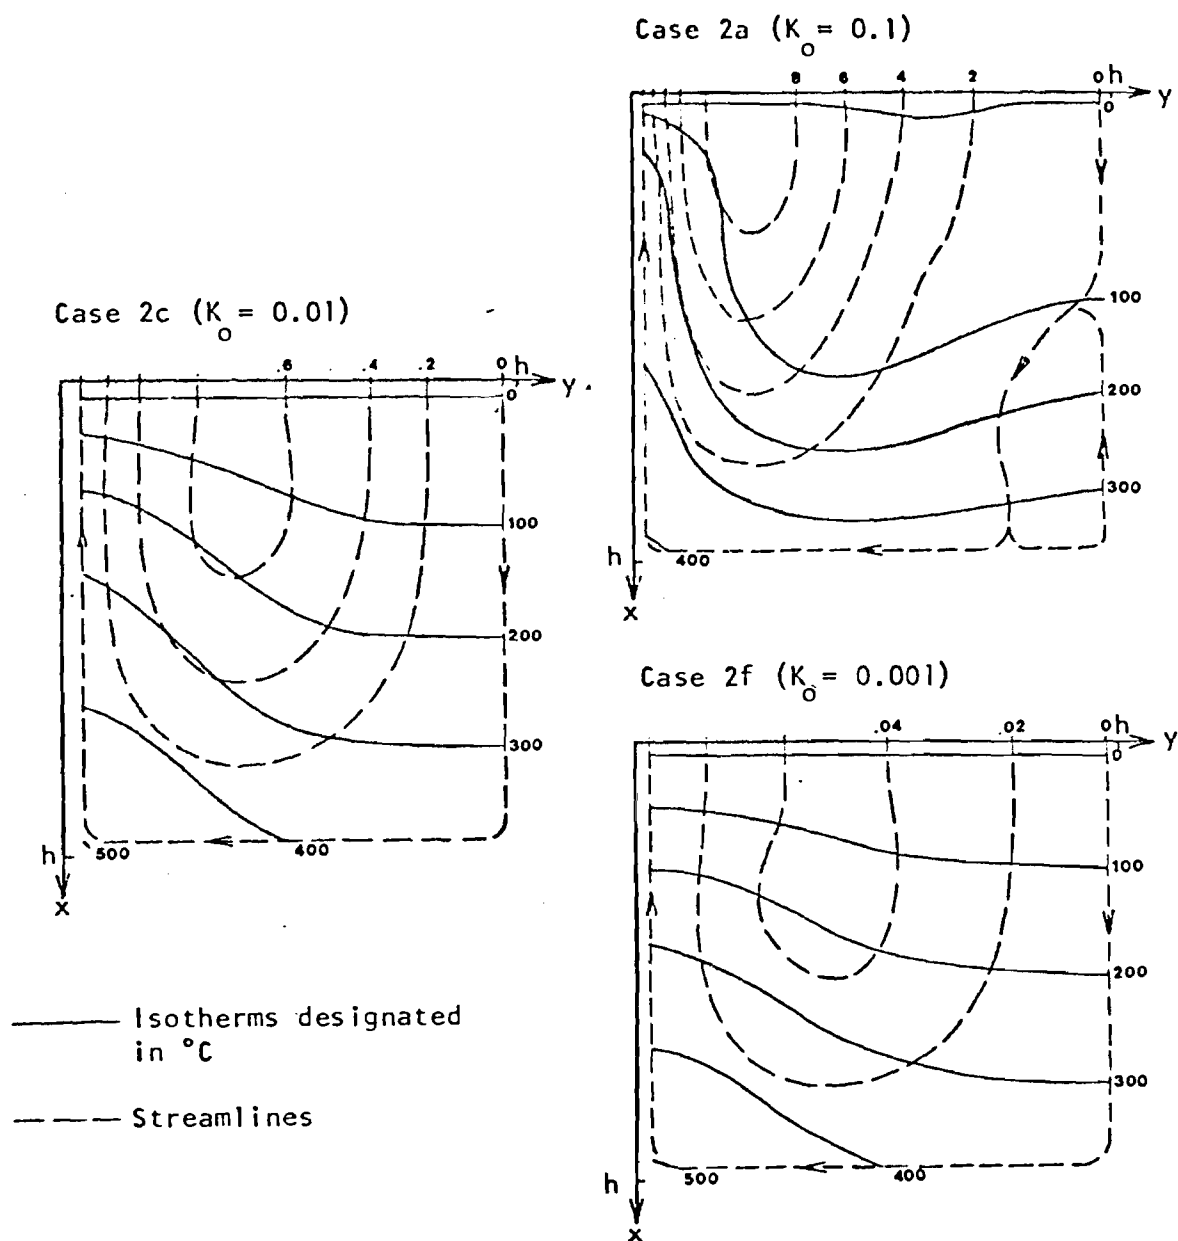 Case 2a (K₀ = 0.1)
8 6 4 2 0 h
y
0
100
200
300
400
h
x
Case 2c (K₀ = 0.01)
.6 .4 .2 0 h
y
0
100
200
300
500 400
h
x
Case 2f (K₀ = 0.001)
.04 .02 0 h
y
0
100
200
300
500 400
h
x
Isotherms designated
in °C
Streamlines